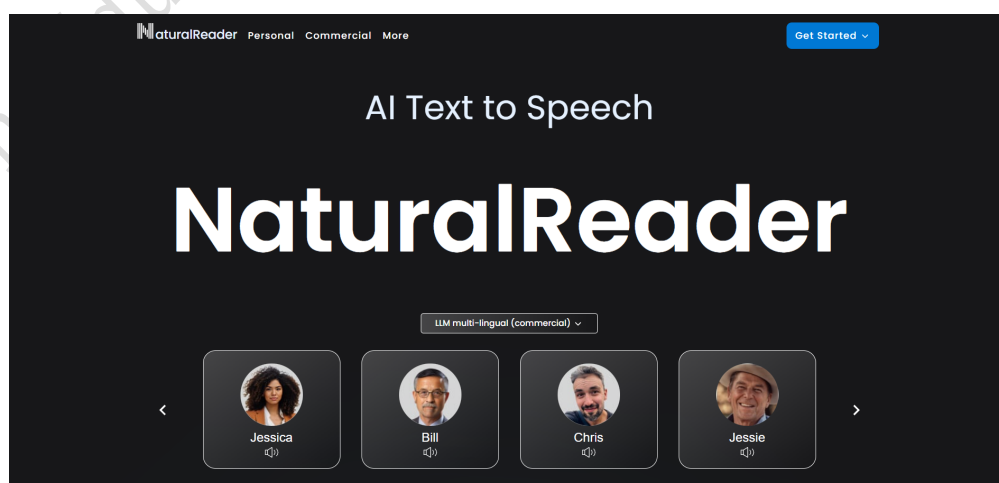 NaturalReader Personal Commercial More Get Started
AI Text to Speech
NaturalReader
LLM multi-lingual (commercial)
Jessica Bill Chris Jessie